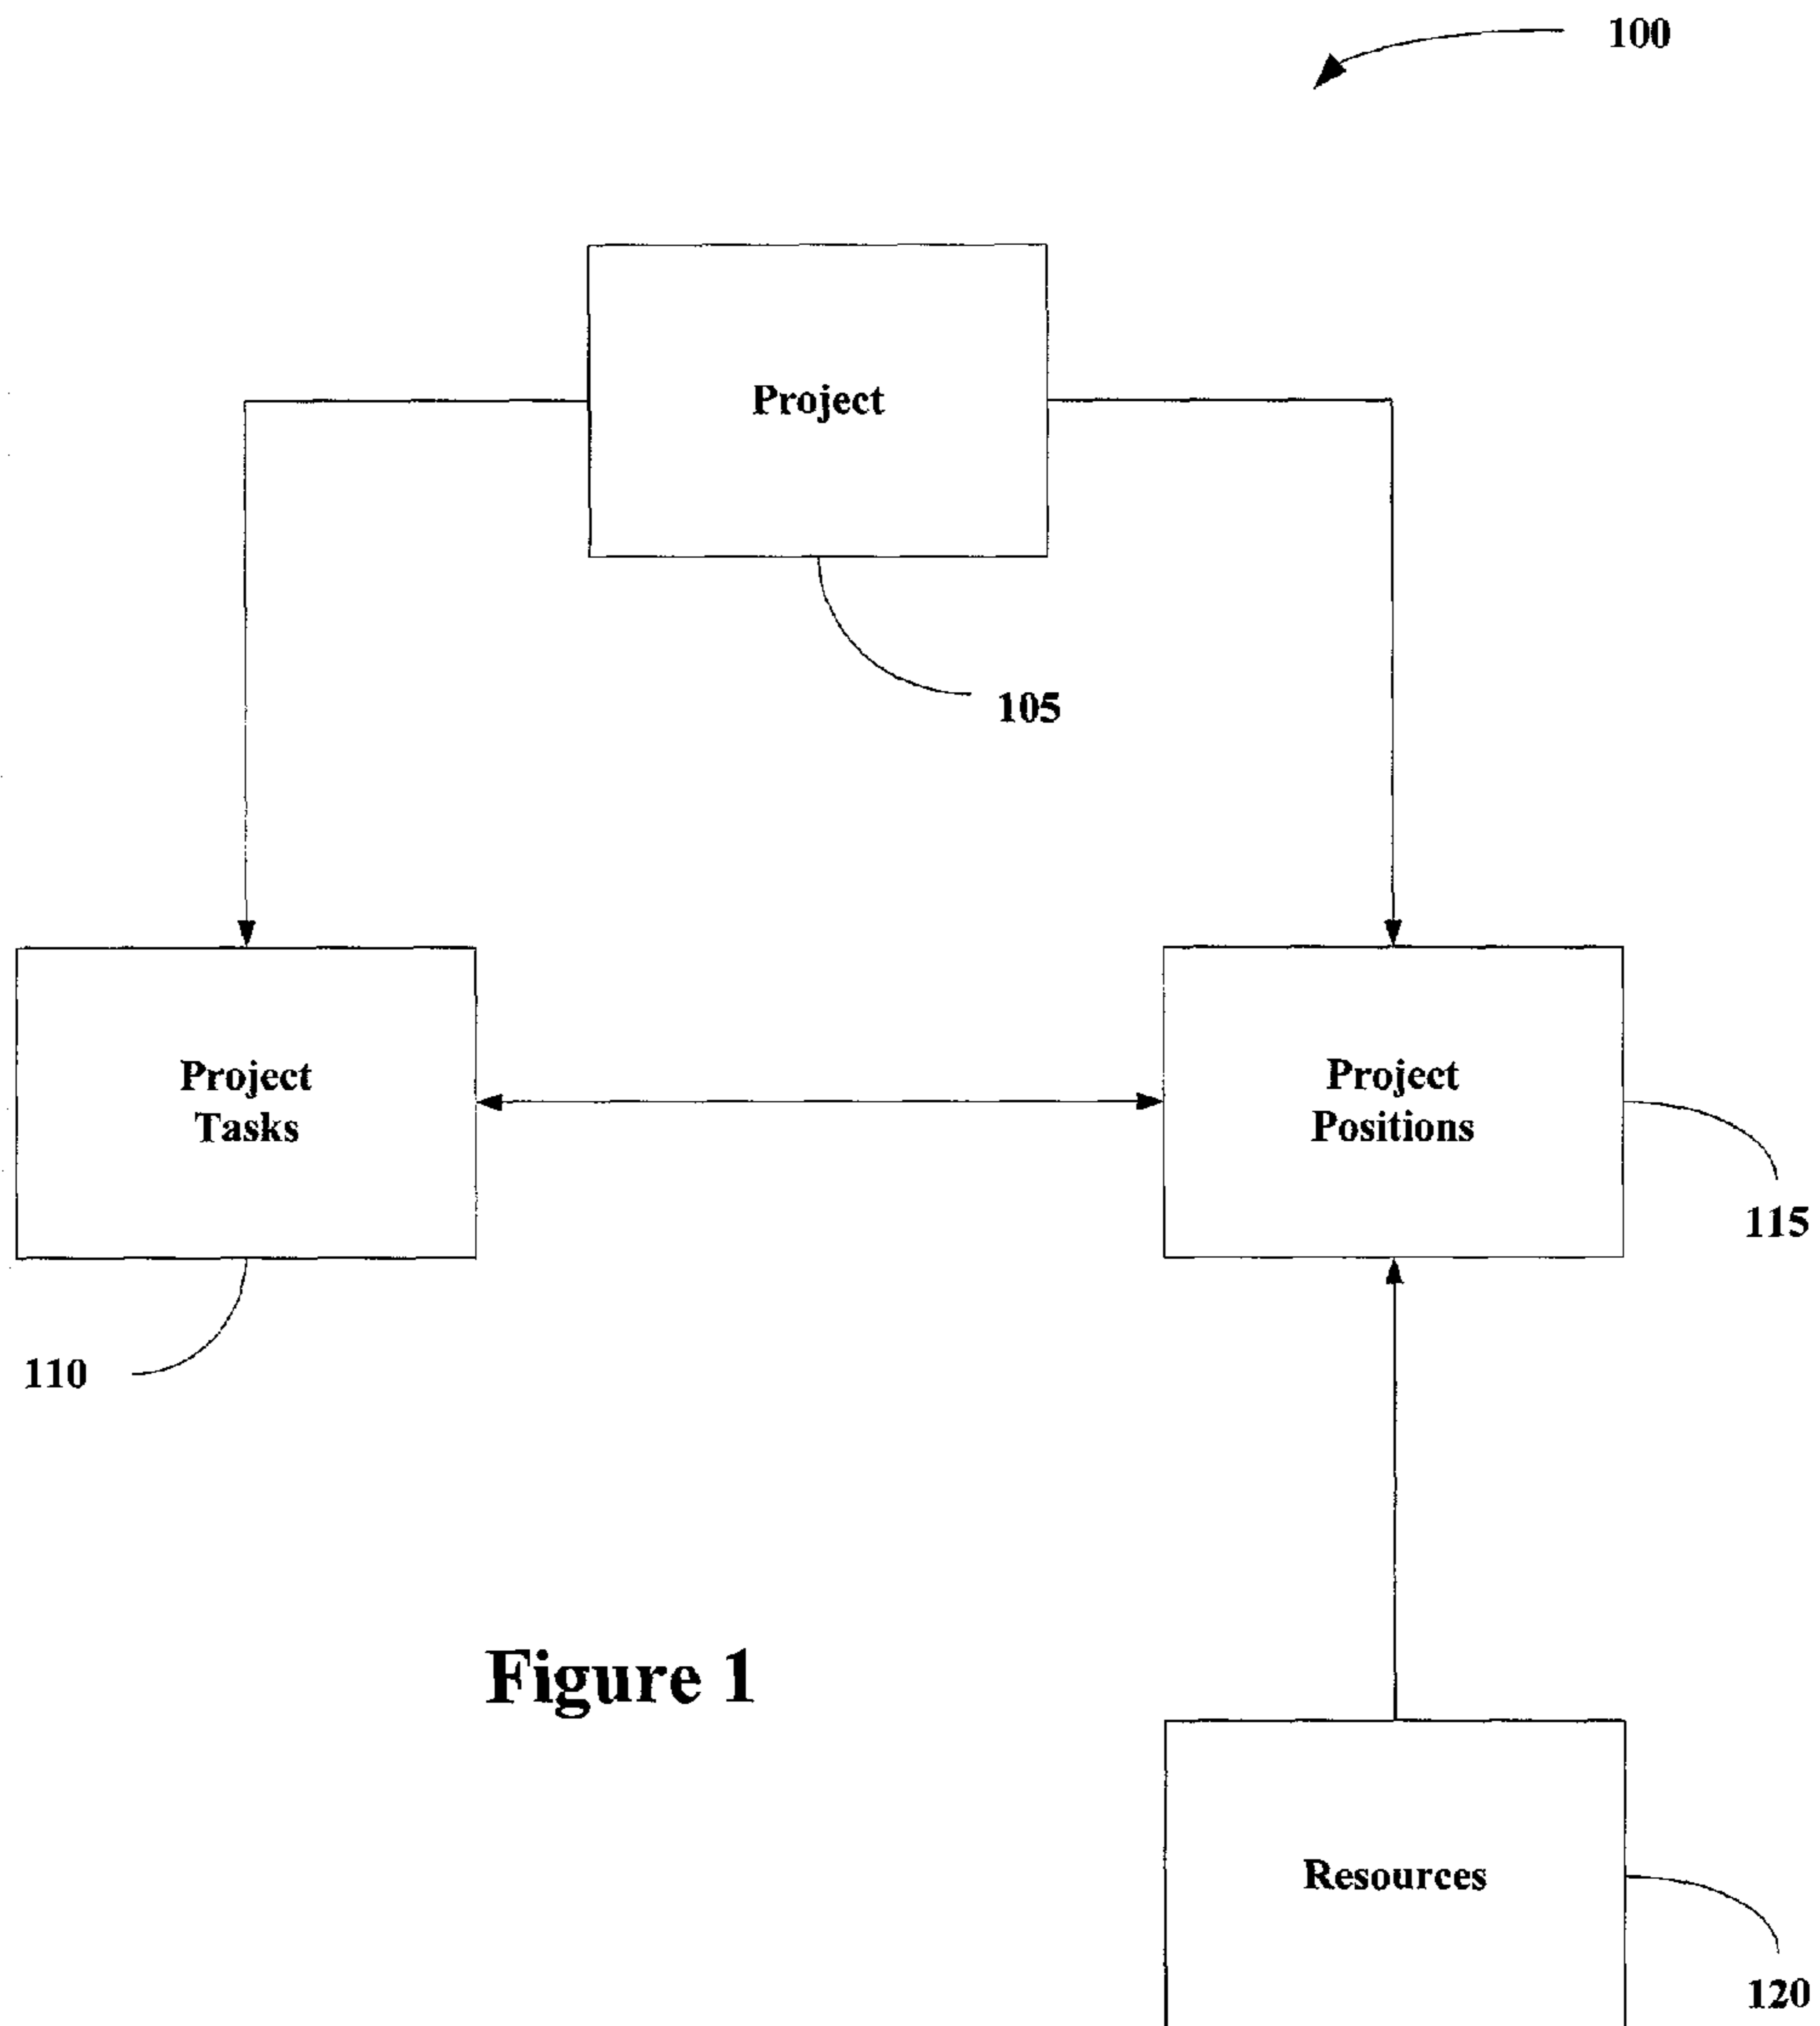 100
Project
105
Project
Tasks
Project
Positions
115
110
Figure 1
Resources
120